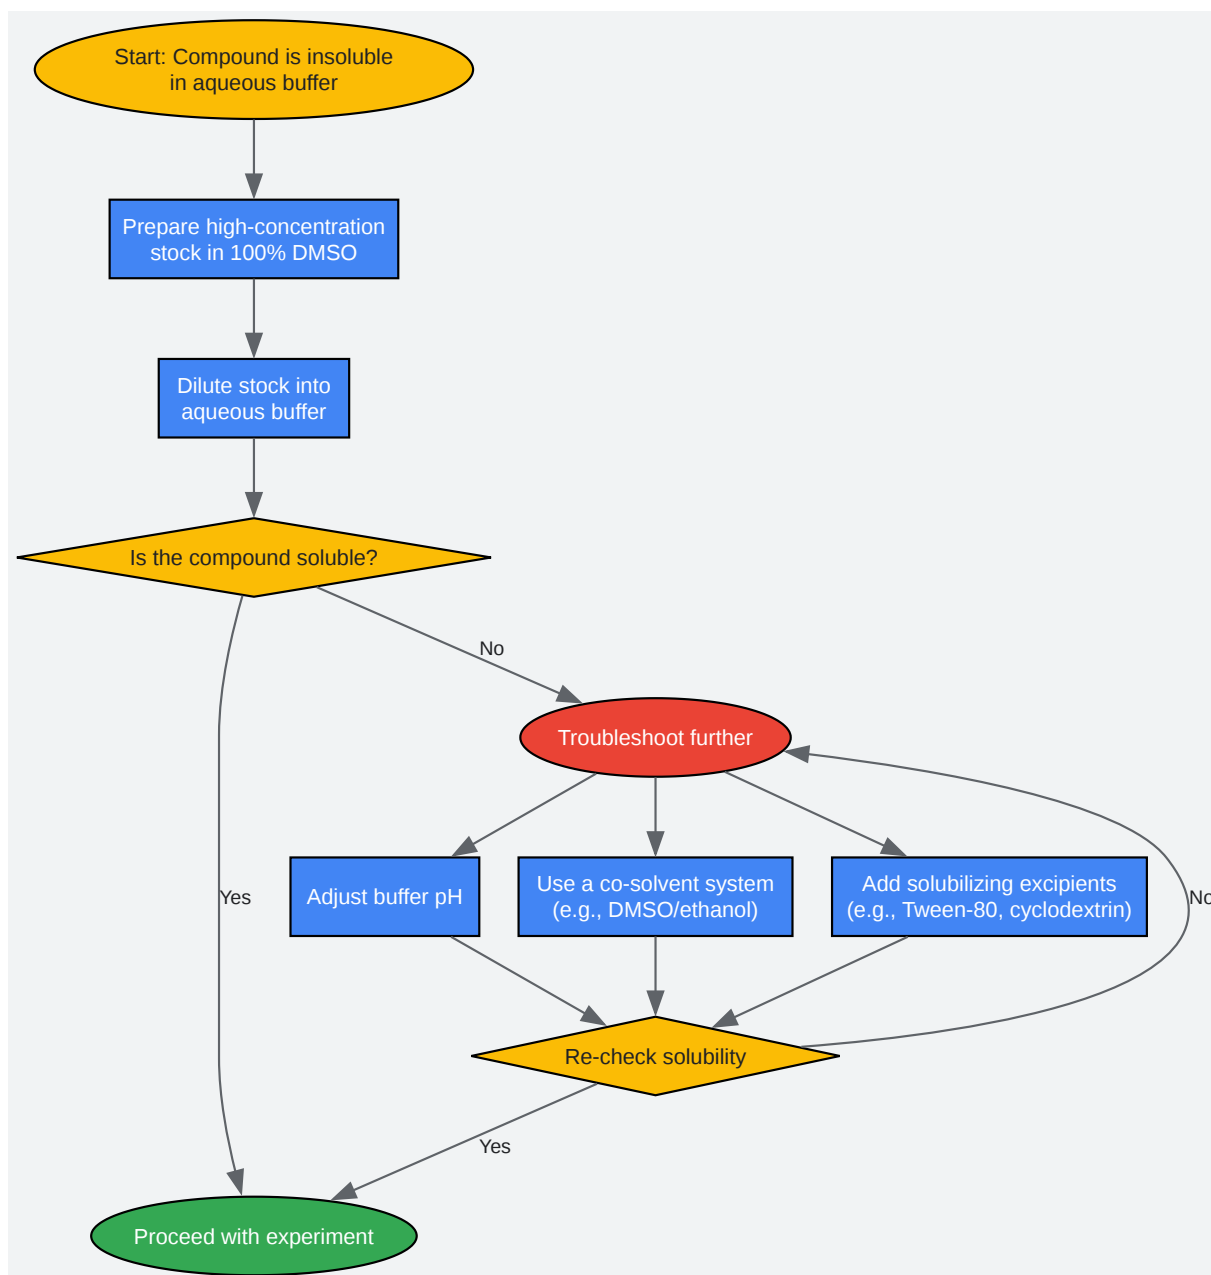 Start: Compound is insoluble
in aqueous buffer
Prepare high-concentration
stock in 100% DMSO
Dilute stock into
aqueous buffer
Is the compound soluble?
No
Troubleshoot further
Yes
Adjust buffer pH
Use a co-solvent system
(e.g., DMSO/ethanol)
Add solubilizing excipients
(e.g., Tween-80, cyclodextrin)
No
Re-check solubility
Yes
Proceed with experiment